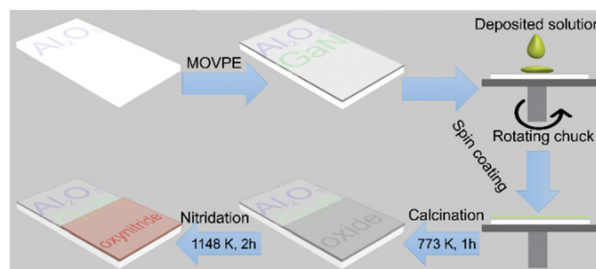 Al₂O₃
MOVPE
Al₂O₃
GaN
Deposited solution
Rotating chuck
Spin coating
Calcination
773 K, 1h
Al₂O₃
oxide
Nitridation
1148 K, 2h
Al₂O₃
oxynitride